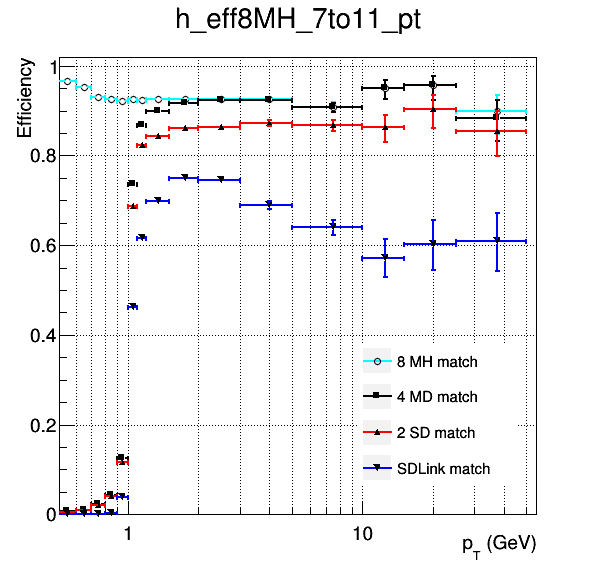 h_eff8MH_7to11_pt
Efficiency
1
0.8
0.6
0.4
0.2
0
8 MH match
4 MD match
2 SD match
SDLink match
1
10
p_T (GeV)